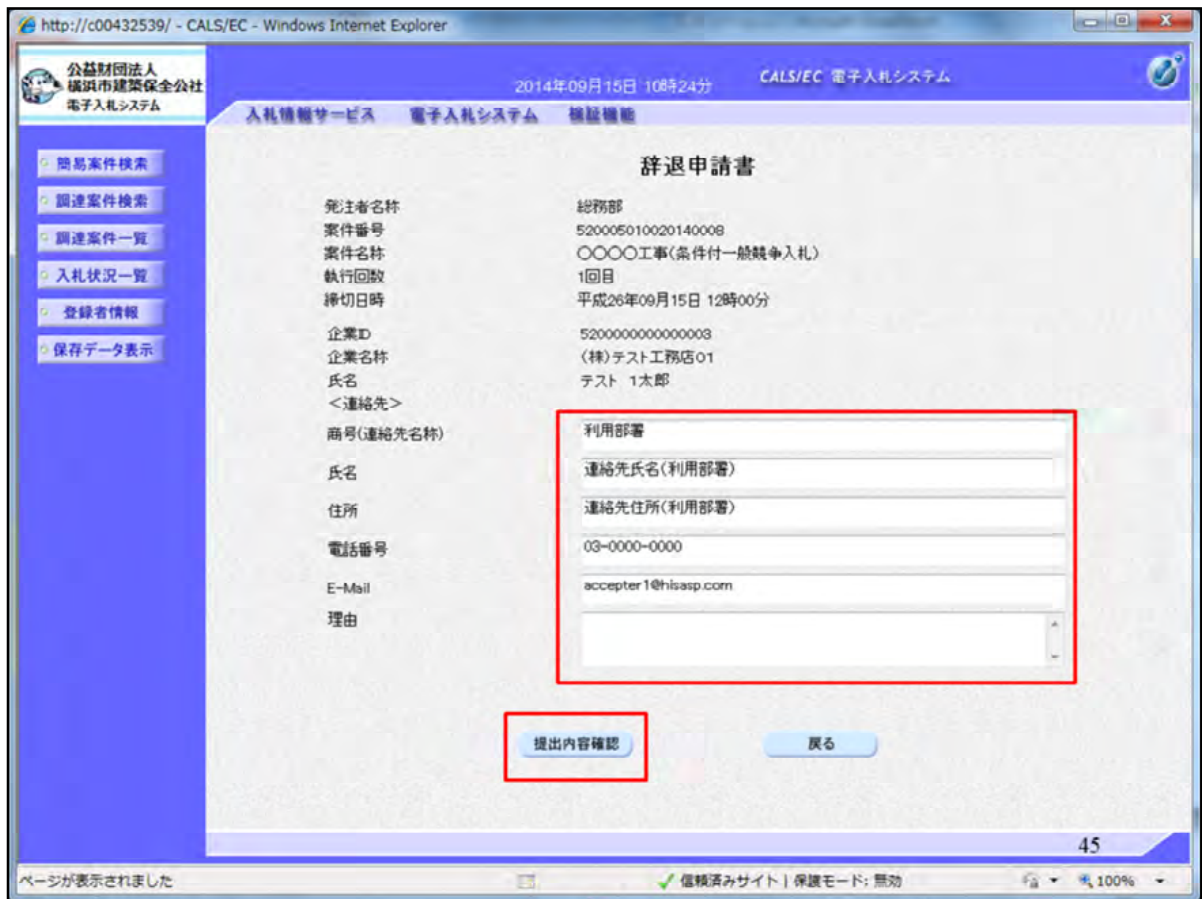 http://c00432539/ - CALS/EC - Windows Internet Explorer
公益財団法人
横浜市建築保全公社
電子入札システム
2014年09月15日 10時24分
CALS/EC 電子入札システム
入札情報サービス 電子入札システム 検証機能
簡易案件検索
調達案件検索
調達案件一覧
入札状況一覧
登録者情報
保存データ表示
辞退申請書
発注者名称 総務部
案件番号 520005010020140008
案件名称 〇〇〇〇工事(条件付一般競争入札)
執行回数 1回目
締切日時 平成26年09月15日 12時00分
企業ID 5200000000000003
企業名称 (株)テスト工務店01
氏名 テスト 1太郎
<連絡先>
商号(連絡先名称) 利用部署
氏名 連絡先氏名(利用部署)
住所 連絡先住所(利用部署)
電話番号 03-0000-0000
E-Mail accepter1@hisasp.com
理由
提出内容確認 戻る
45
ページが表示されました 信頼済みサイト | 保護モード: 無効 100%